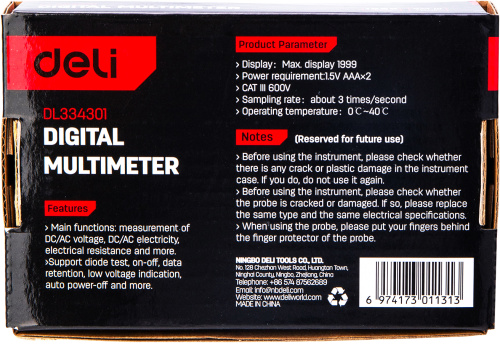 deli
DL334301
DIGITAL
MULTIMETER
Features
› Main functions: measurement of
DC/AC voltage, DC/AC electricity,
electrical resistance and more.
›Support diode test, on-off, data
retention, low voltage indication,
auto power-off and more.
Product Parameter
› Display: Max. display 1999
› Power requirement:1.5V AAA×2
› CAT III 600V
› Sampling rate: about 3 times/second
› Operating temperature: 0℃~40℃
Notes (Reserved for future use)
› Before using the instrument, please check whether
there is any crack or plastic damage in the instrument
case. If you do, do not use it again.
› Before using the instrument, please check whether
the probe is cracked or damaged. If so, please replace
the same type and the same electrical specifications.
› When using the probe, please put your fingers behind
the finger protector of the probe.
NINGBO DELI TOOLS CO., LTD.
No. 128 Chezhan West Road, Huangtan Town,
Ninghai County, Ningbo, Zhejiang, China
Telephone: +86 574 87562689
Email: info@nbdeli.com
Website: www.deliworld.com
MADE IN CHINA
6 974173 011313